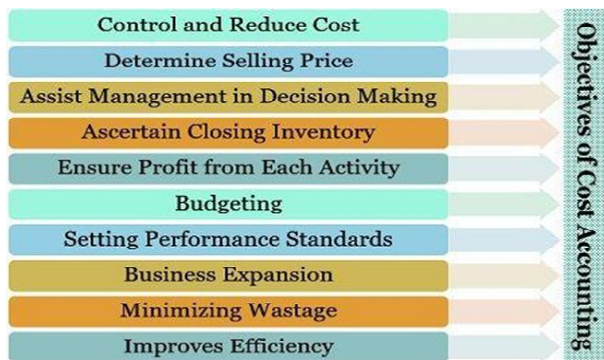 Control and Reduce Cost
Determine Selling Price
Assist Management in Decision Making
Ascertain Closing Inventory
Ensure Profit from Each Activity
Budgeting
Setting Performance Standards
Business Expansion
Minimizing Wastage
Improves Efficiency
Objectives of Cost Accounting